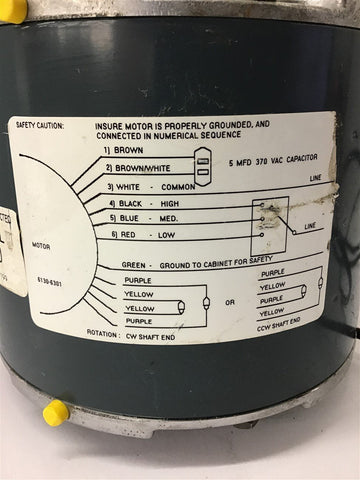 SAFETY CAUTION: INSURE MOTOR IS PROPERLY GROUNDED, AND
CONNECTED IN NUMERICAL SEQUENCE
1) BROWN
2) BROWN/WHITE
5 MFD 370 VAC CAPACITOR
3) WHITE - COMMON
LINE
4) BLACK - HIGH
5) BLUE - MED.
LINE
6) RED - LOW
MOTOR
GREEN - GROUND TO CABINET FOR SAFETY
6130-6301
PURPLE
YELLOW
YELLOW
PURPLE
OR
PURPLE
YELLOW
PURPLE
YELLOW
ROTATION: CW SHAFT END
CCW SHAFT END